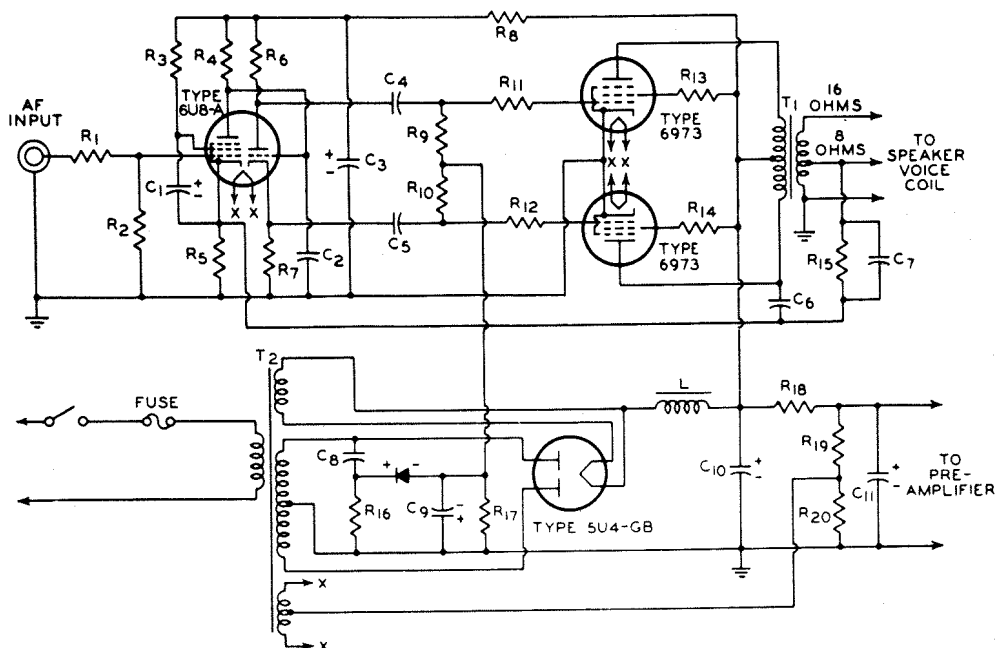 R8
R3
R4
R6
C4
R11
R13
TYPE
6U8-A
TYPE
6973
T1
16
OHMS
8
OHMS
TO
SPEAKER
VOICE
COIL
AF
INPUT
R1
R9
C3
+
-
X X
X X
C1
+
-
R10
R2
X X
R12
R14
C5
TYPE
6973
R5
R7
C2
R15
C7
C6
T2
FUSE
L
R18
C8
+ -
R19
C10
+
-
C11
+
-
TO
PRE-
AMPLIFIER
R16
C9
-
+
R17
R20
TYPE 5U4-GB
X
X